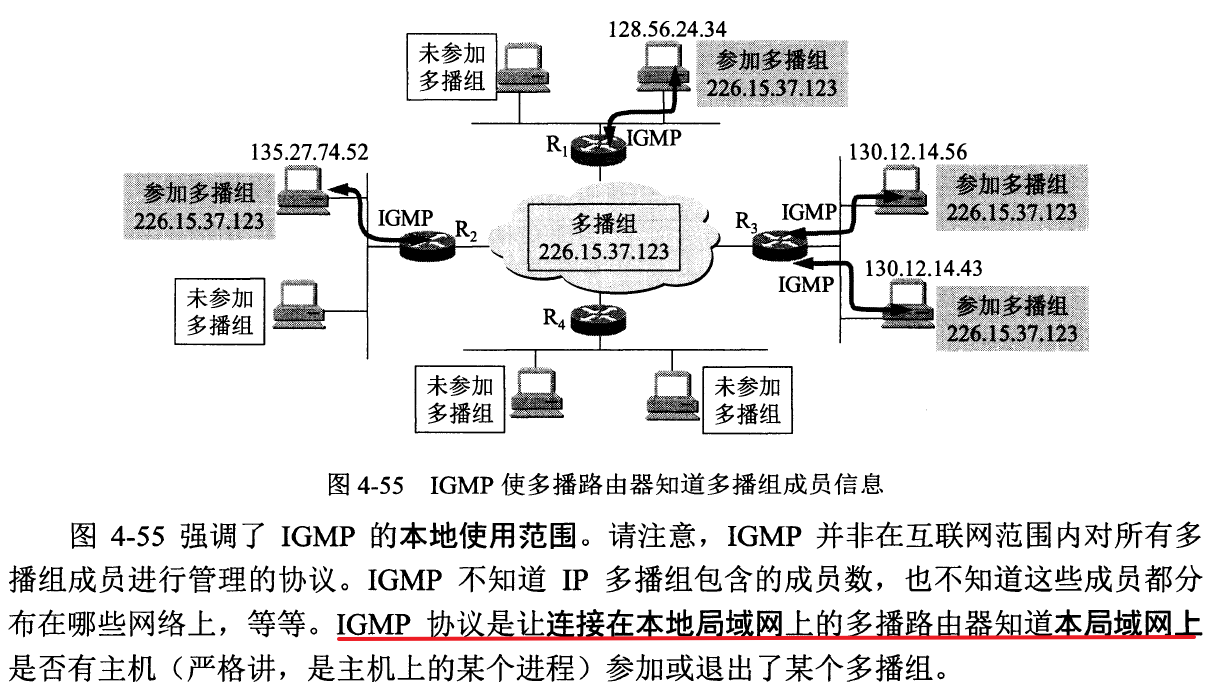 128.56.24.34
未参加
多播组
参加多播组
226.15.37.123
R1
IGMP
135.27.74.52
参加多播组
226.15.37.123
IGMP
R2
未参加
多播组
多播组
226.15.37.123
130.12.14.56
参加多播组
226.15.37.123
R3
IGMP
IGMP
130.12.14.43
参加多播组
226.15.37.123
R4
未参加
多播组
未参加
多播组
图 4-55 IGMP 使多播路由器知道多播组成员信息
图 4-55 强调了 IGMP 的本地使用范围。请注意，IGMP 并非在互联网范围内对所有多
播组成员进行管理的协议。IGMP 不知道 IP 多播组包含的成员数，也不知道这些成员都分
布在哪些网络上，等等。IGMP 协议是让连接在本地局域网上的多播路由器知道本局域网上
是否有主机（严格讲，是主机上的某个进程）参加或退出了某个多播组。